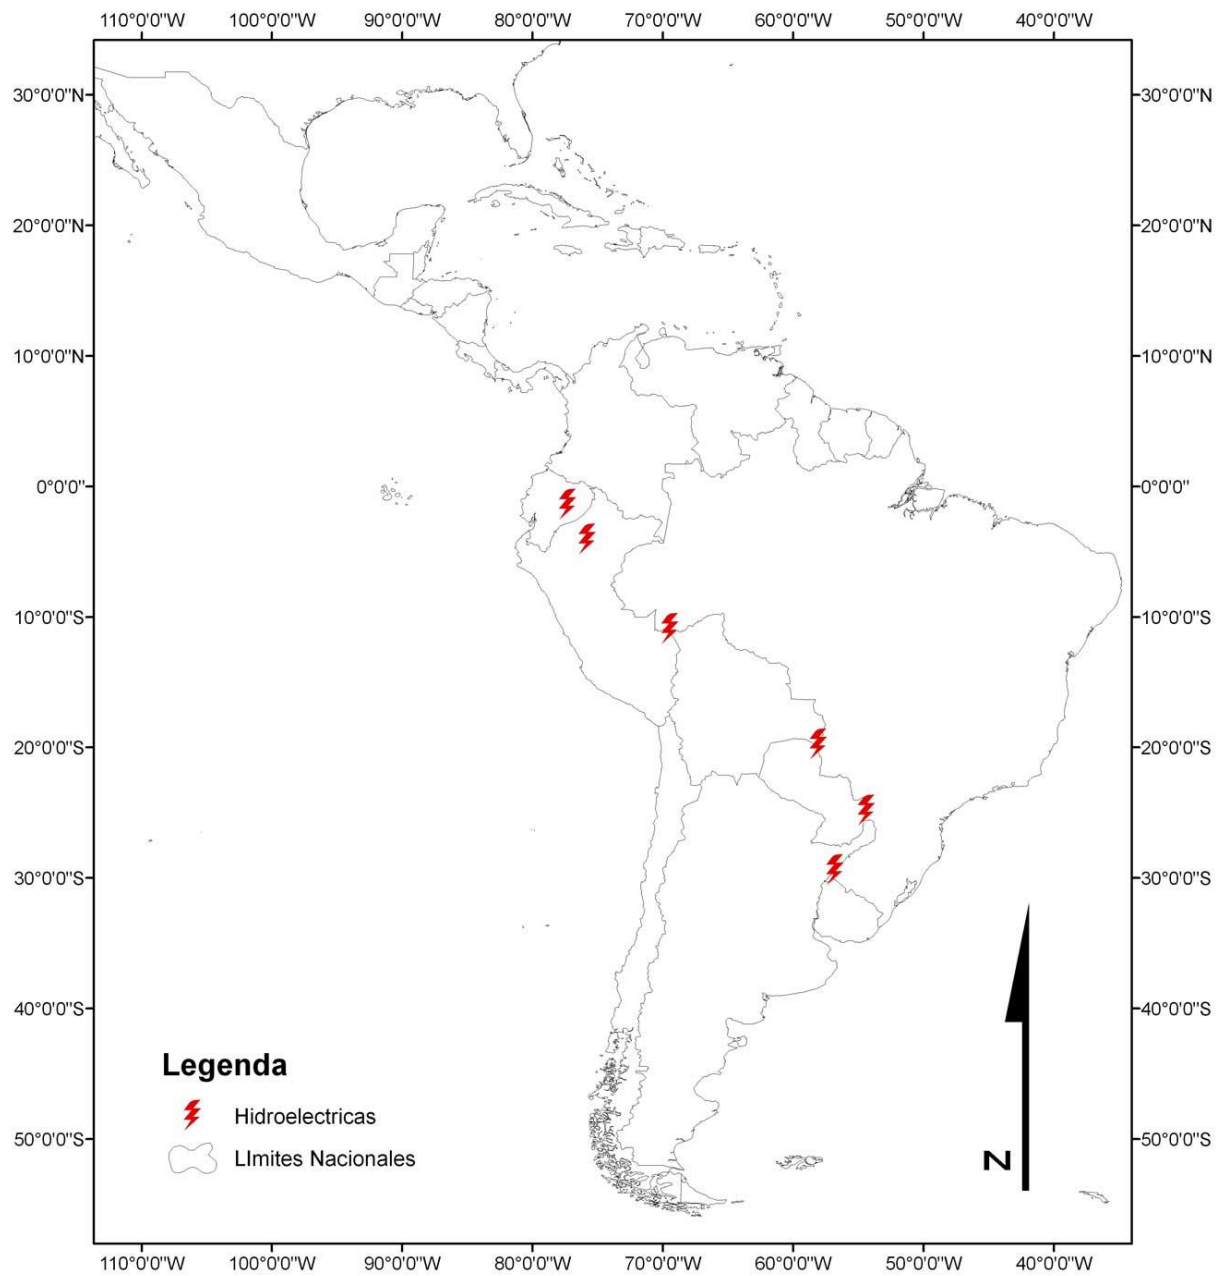 110°0'0"W 100°0'0"W 90°0'0"W 80°0'0"W 70°0'0"W 60°0'0"W 50°0'0"W 40°0'0"W
30°0'0"N 30°0'0"N
20°0'0"N 20°0'0"N
10°0'0"N 10°0'0"N
0°0'0" 0°0'0"
10°0'0"S 10°0'0"S
20°0'0"S 20°0'0"S
30°0'0"S 30°0'0"S
40°0'0"S 40°0'0"S
Legenda
Hidroelectricas
50°0'0"S 50°0'0"S
LImites Nacionales
N
110°0'0"W 100°0'0"W 90°0'0"W 80°0'0"W 70°0'0"W 60°0'0"W 50°0'0"W 40°0'0"W